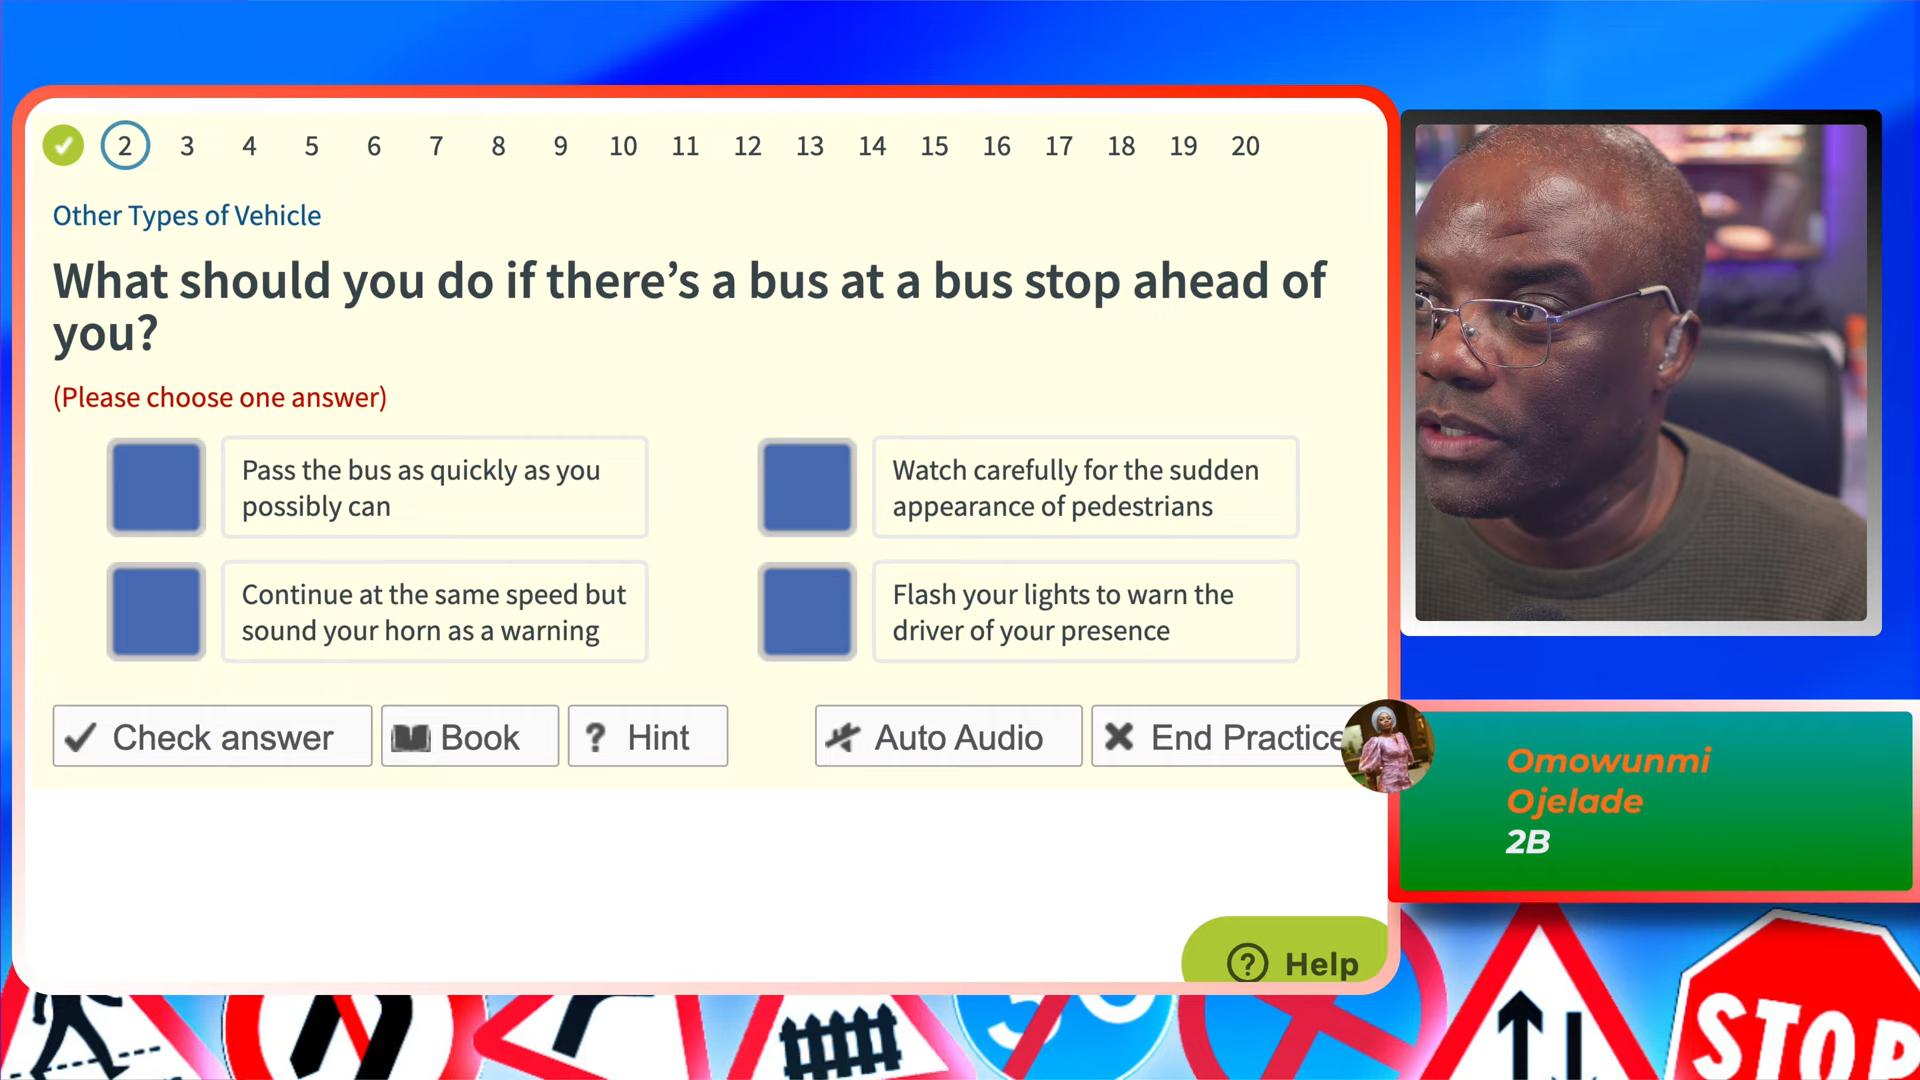 2 3 4 5 6 7 8 9 10 11 12 13 14 15 16 17 18 19 20
Other Types of Vehicle
What should you do if there’s a bus at a bus stop ahead of
you?
(Please choose one answer)
Pass the bus as quickly as you
possibly can
Watch carefully for the sudden
appearance of pedestrians
Continue at the same speed but
sound your horn as a warning
Flash your lights to warn the
driver of your presence
Check answer
Book
? Hint
Auto Audio
End Practice
Omowunmi
Ojelade
2B
? Help
STOP